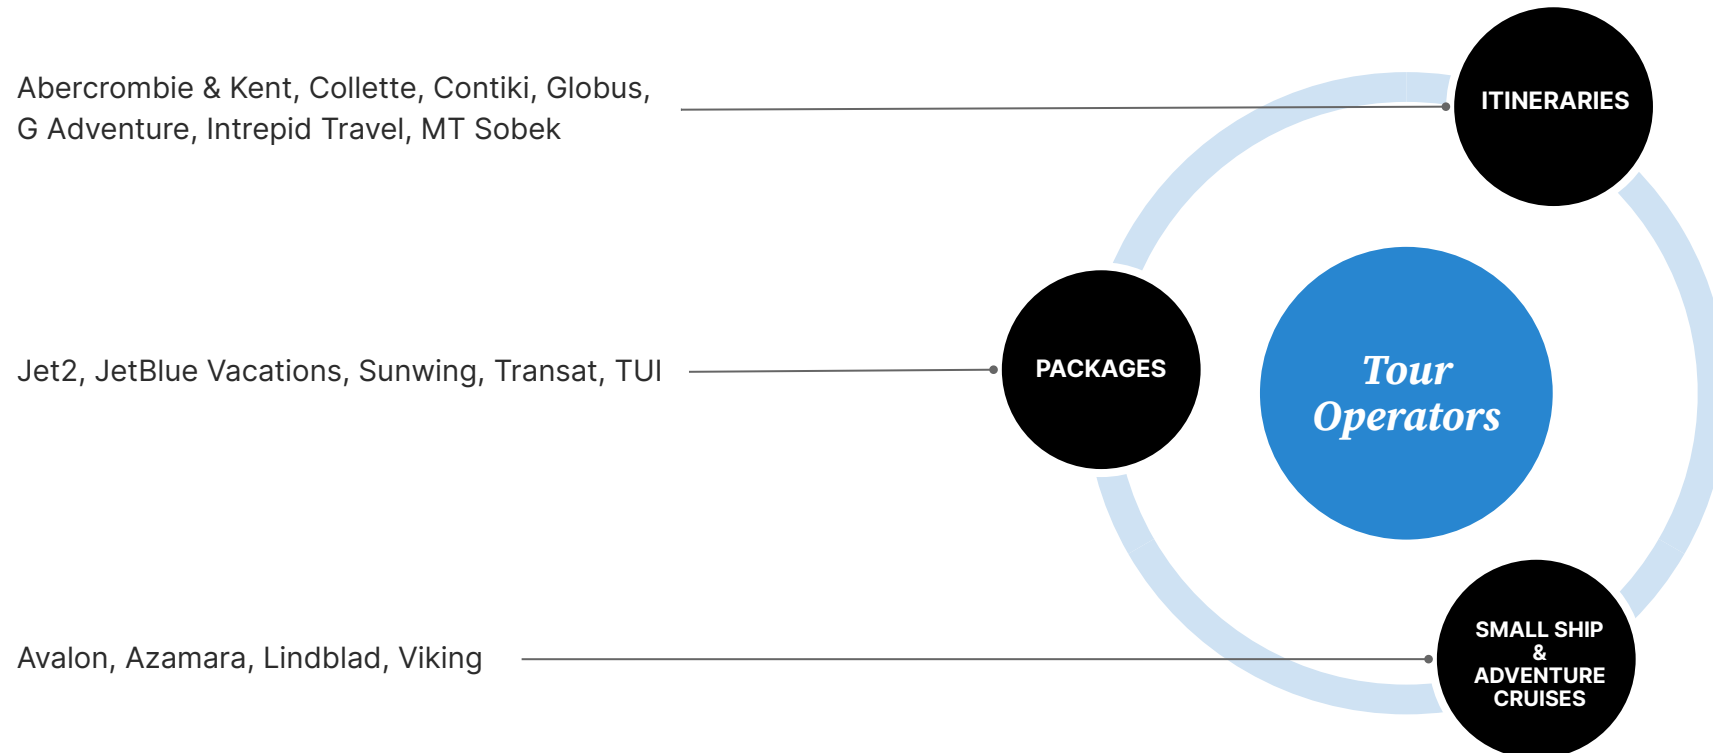 Abercrombie & Kent, Collette, Contiki, Globus,
G Adventure, Intrepid Travel, MT Sobek
ITINERARIES
Jet2, JetBlue Vacations, Sunwing, Transat, TUI
PACKAGES
Tour
Operators
Avalon, Azamara, Lindblad, Viking
SMALL SHIP
&
ADVENTURE
CRUISES